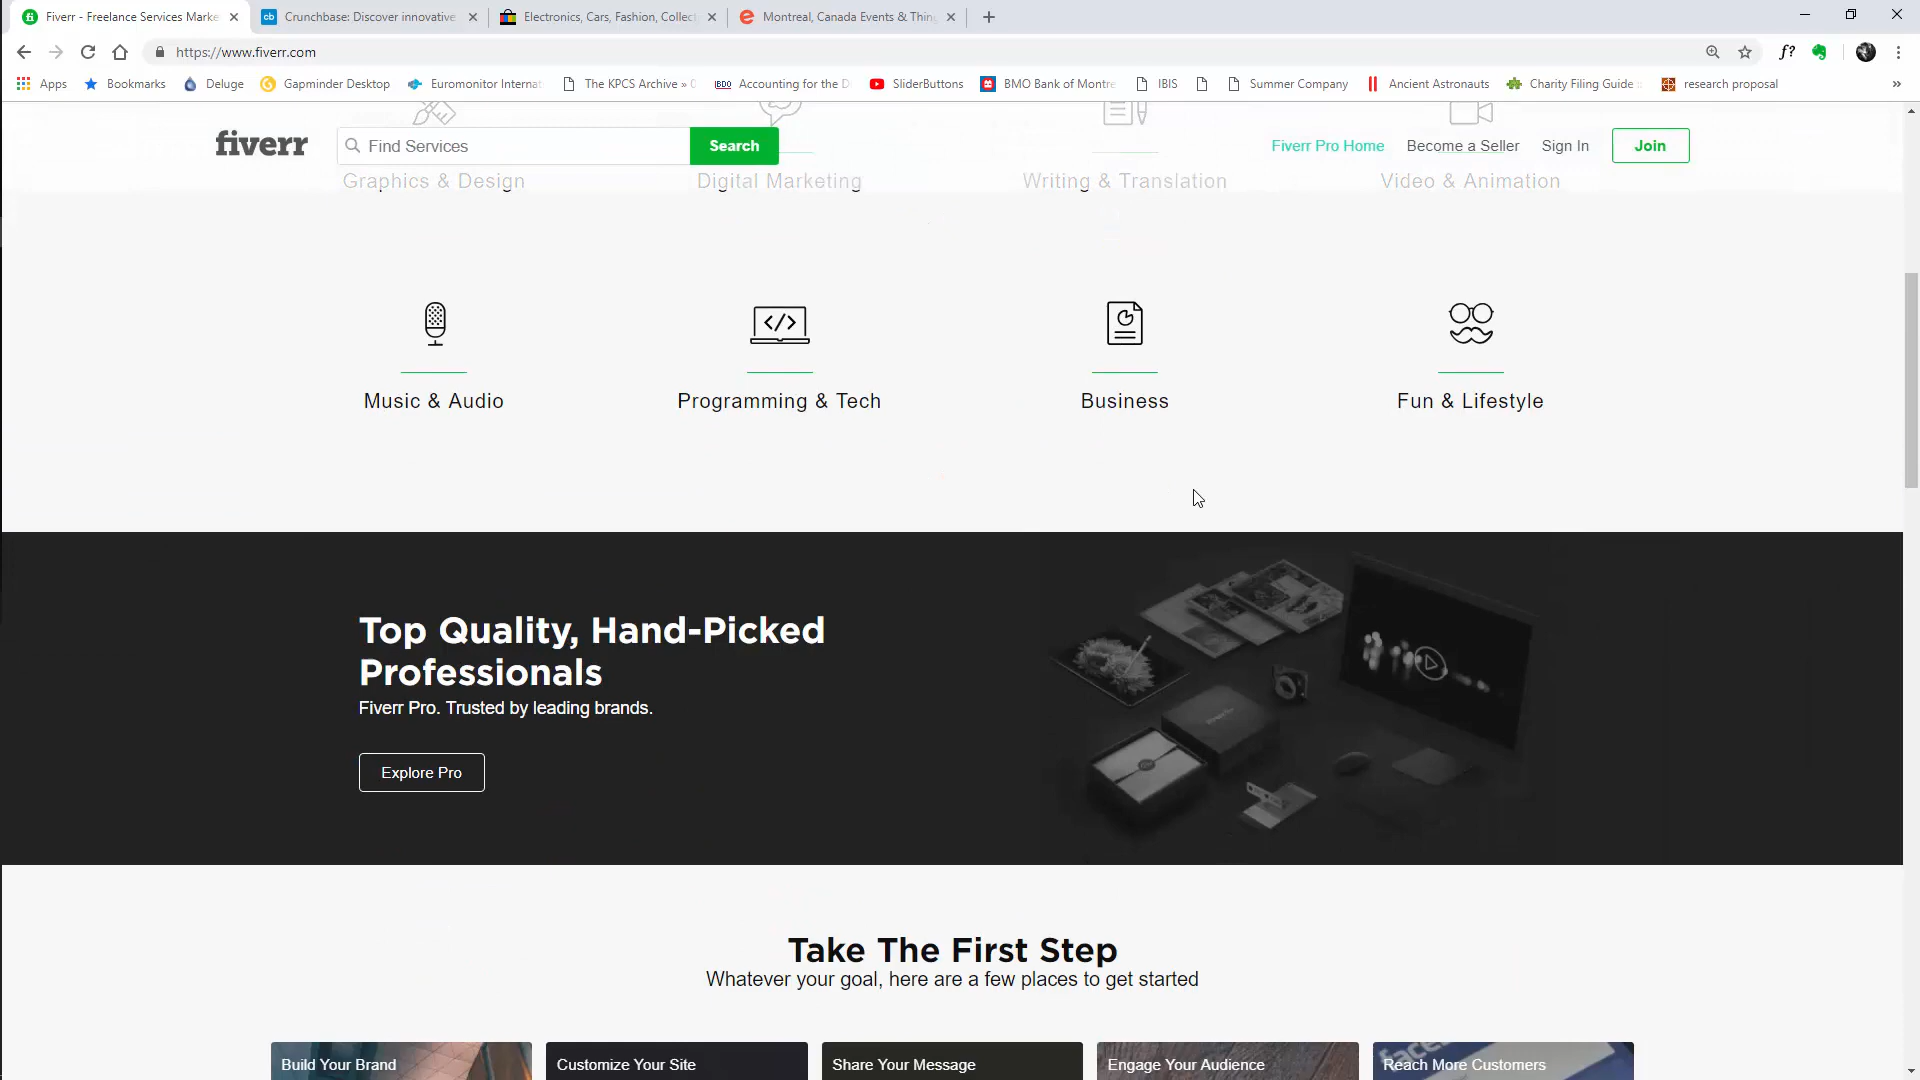 Fiverr - Freelance Services Marke
Crunchbase: Discover innovative
Electronics, Cars, Fashion, Collec
Montreal, Canada Events & Thin
https://www.fiverr.com
f?
Apps
Bookmarks
Deluge
Gapminder Desktop
Euromonitor Internat
The KPCS Archive » 0
IBDO
Accounting for the D
SliderButtons
BMO Bank of Montre
IBIS
Summer Company
Ancient Astronauts
Charity Filing Guide
research proposal
»
fiverr
Find Services
Search
Fiverr Pro Home
Become a Seller
Sign In
Join
Graphics & Design
Digital Marketing
Writing & Translation
Video & Animation
Music & Audio
Programming & Tech
Business
Fun & Lifestyle
Top Quality, Hand-Picked
Professionals
Fiverr Pro. Trusted by leading brands.
Explore Pro
Take The First Step
Whatever your goal, here are a few places to get started
Build Your Brand
Customize Your Site
Share Your Message
Engage Your Audience
Reach More Customers